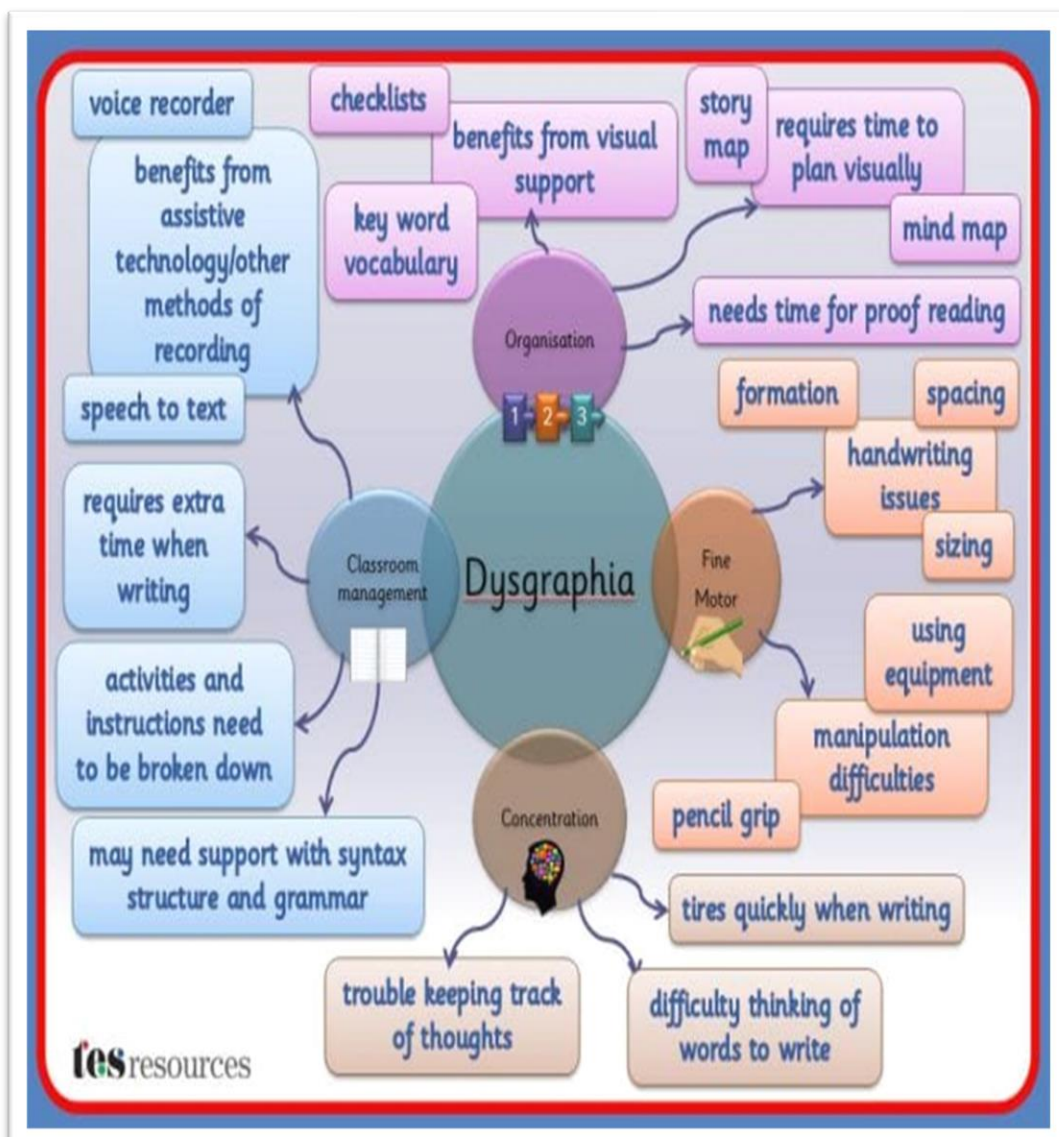 voice recorder
benefits from
assistive
technology/other
methods of
recording
speech to text
requires extra
time when
writing
activities and
instructions need
to be broken down
may need support with syntax
structure and grammar
checklists
benefits from visual
support
key word
vocabulary
story
map
requires time to
plan visually
mind map
needs time for proof reading
Organisation
1 2 3
formation
spacing
handwriting
issues
sizing
Classroom
management
Dysgraphia
Fine
Motor
using
equipment
manipulation
difficulties
pencil grip
Concentration
tires quickly when writing
trouble keeping track
of thoughts
difficulty thinking of
words to write
tes resources